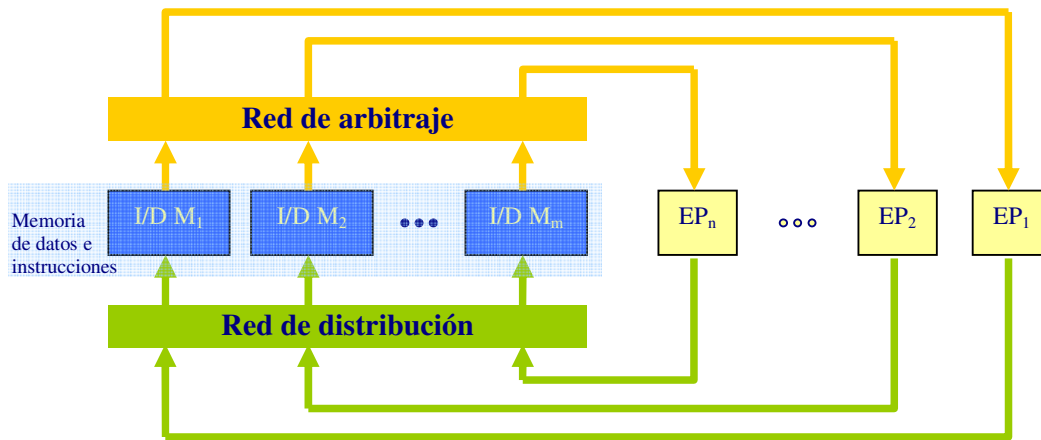 Red de arbitraje
Memoria
de datos e
instrucciones
I/D M1
I/D M2
I/D Mm
EPn
EP2
EP1
Red de distribución